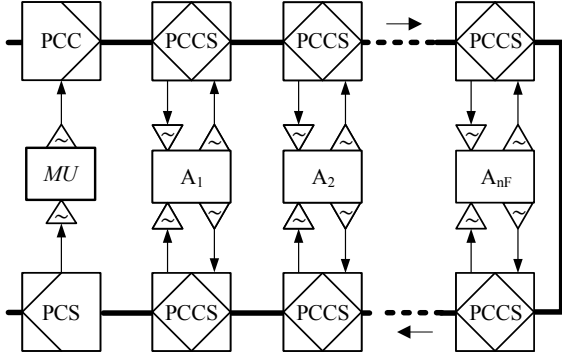 PCC PCCS PCCS PCCS
~ ~ ~ ~ ~ ~ ~
MU A₁ A₂ AₙF
~ ~ ~ ~ ~ ~ ~
PCS PCCS PCCS PCCS